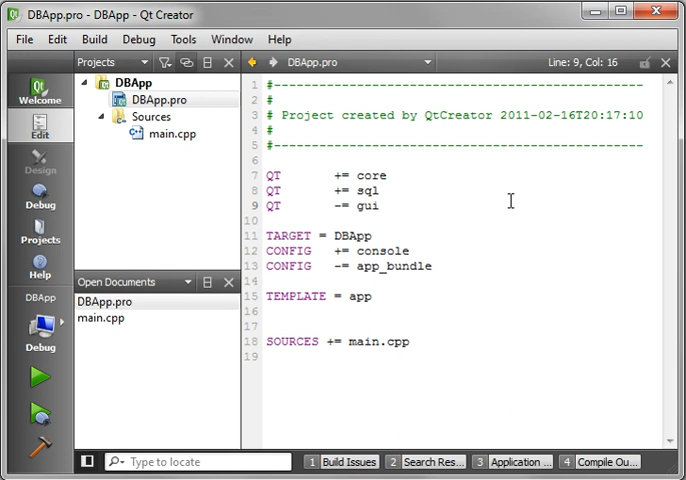 DBApp.pro - DBApp - Qt Creator
File Edit Build Debug Tools Window Help
Projects
DBApp.pro
Line: 9, Col: 16
Welcome
Edit
Design
Debug
Projects
Help
DBApp
Debug
DBApp
DBApp.pro
Sources
main.cpp
Open Documents
DBApp.pro
main.cpp
1 #-------------------------------------------------
2 #
3 # Project created by QtCreator 2011-02-16T20:17:10
4 #
5 #-------------------------------------------------
6
7 QT += core
8 QT += sql
9 QT -= gui
10
11 TARGET = DBApp
12 CONFIG += console
13 CONFIG -= app_bundle
14
15 TEMPLATE = app
16
17
18 SOURCES += main.cpp
19
Type to locate
1 Build Issues
2 Search Res...
3 Application ...
4 Compile Ou...